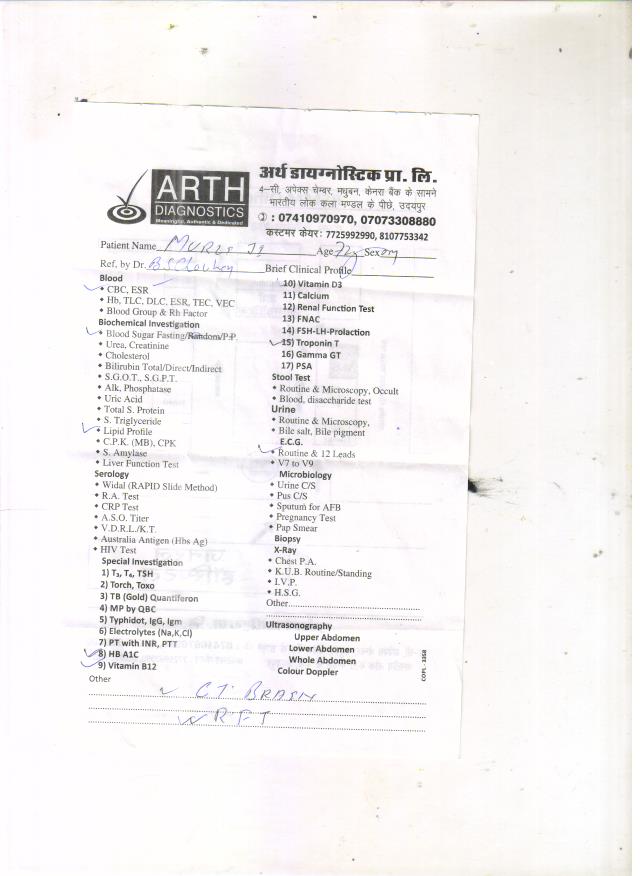 अर्थ डायग्नोस्टिक प्रा. लि.
ARTH
DIAGNOSTICS
Meaningful, Authentic & Dedicated
4–सी, अपेक्स चेम्बर, मधुबन, केनरा बैंक के सामने
भारतीय लोक कला मण्डल के पीछे, उदयपुर
: 07410970970, 07073308880
कस्टमर केयर: 7725992990, 8107753342
Patient Name Age 72 Sex
Ref, by Dr. Brief Clinical Profile
Blood
CBC, ESR
Hb, TLC, DLC, ESR, TEC, VEC
Blood Group & Rh Factor
Biochemical Investigation
Blood Sugar Fasting/Random/P.P.
Urea, Creatinine
Cholesterol
Bilirubin Total/Direct/Indirect
S.G.O.T., S.G.P.T.
Alk, Phosphatase
Uric Acid
Total S. Protein
S. Triglyceride
Lipid Profile
C.P.K. (MB), CPK
S. Amylase
Liver Function Test
Serology
Widal (RAPID Slide Method)
R.A. Test
CRP Test
A.S.O. Titer
V.D.R.L./K.T.
Australia Antigen (Hbs Ag)
HIV Test
Special Investigation
1) T₃, T₄, TSH
2) Torch, Toxo
3) TB (Gold) Quantiferon
4) MP by QBC
5) Typhidot, IgG, Igm
6) Electrolytes (Na,K,Cl)
7) PT with INR, PTT
8) HB A1C
9) Vitamin B12
10) Vitamin D3
11) Calcium
12) Renal Function Test
13) FNAC
14) FSH-LH-Prolaction
15) Troponin T
16) Gamma GT
17) PSA
Stool Test
Routine & Microscopy, Occult
Blood, disaccharide test
Urine
Routine & Microscopy,
Bile salt, Bile pigment
E.C.G.
Routine & 12 Leads
V7 to V9
Microbiology
Urine C/S
Pus C/S
Sputum for AFB
Pregnancy Test
Pap Smear
Biopsy
X-Ray
Chest P.A.
K.U.B. Routine/Standing
I.V.P.
H.S.G.
Other
Ultrasonography
Upper Abdomen
Lower Abdomen
Whole Abdomen
Colour Doppler
COPL - 3258
Other
CT BRAIN
RFT